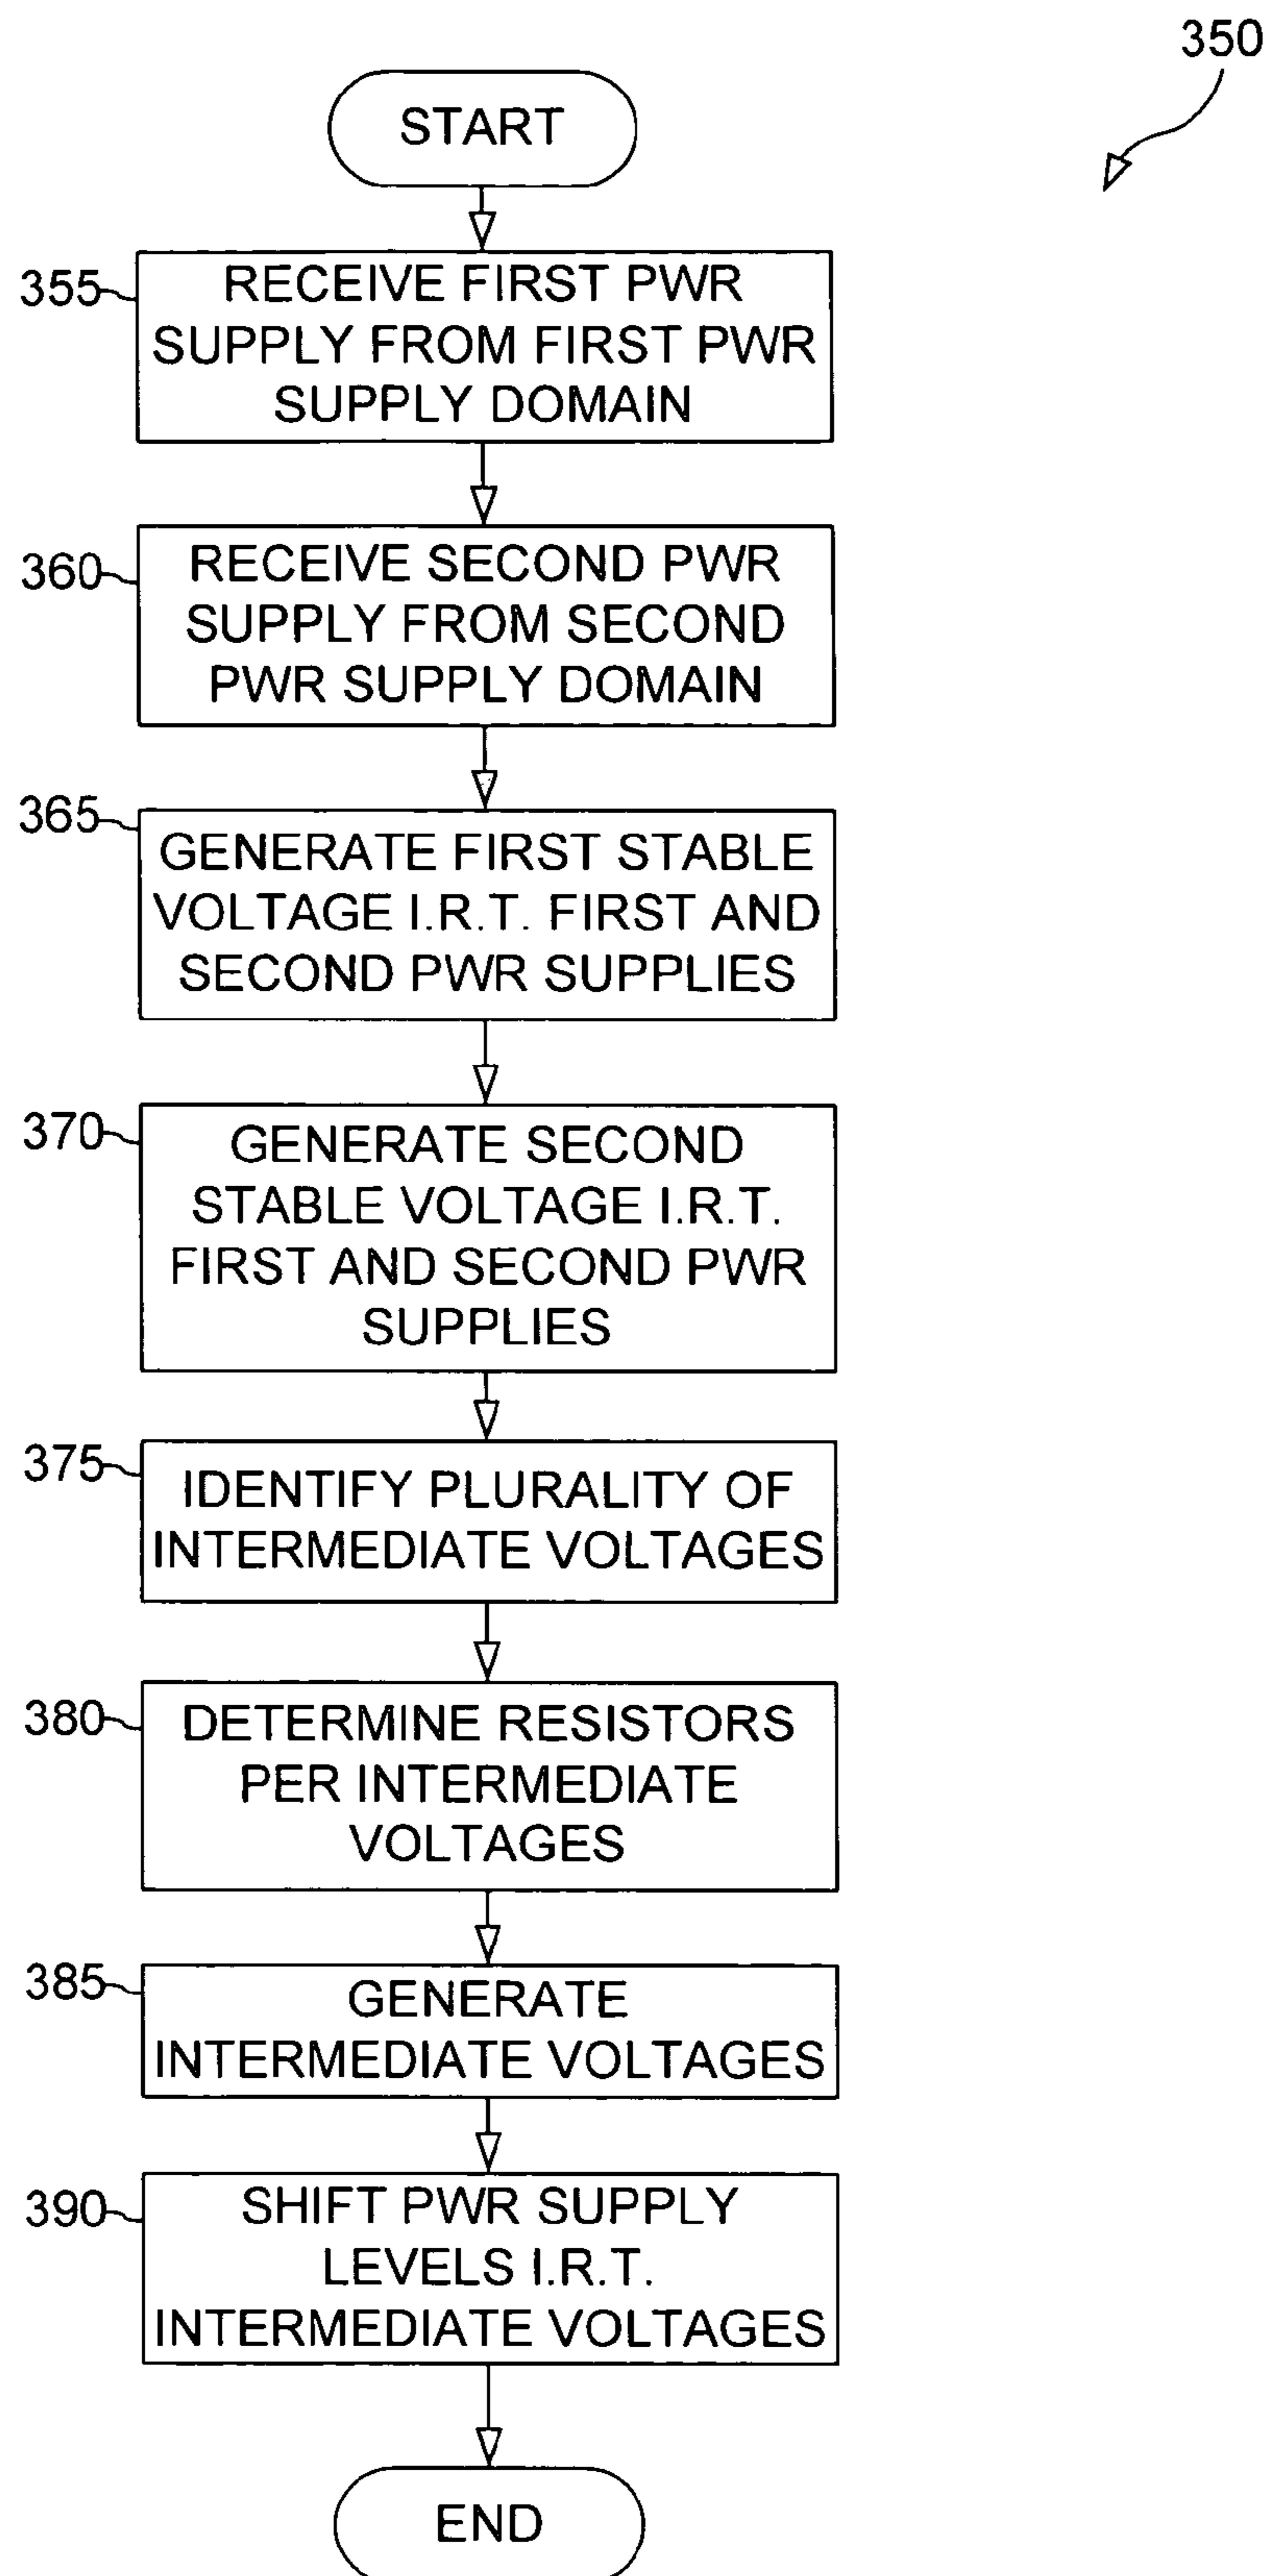 350
START
355
RECEIVE FIRST PWR
SUPPLY FROM FIRST PWR
SUPPLY DOMAIN
360
RECEIVE SECOND PWR
SUPPLY FROM SECOND
PWR SUPPLY DOMAIN
365
GENERATE FIRST STABLE
VOLTAGE I.R.T. FIRST AND
SECOND PWR SUPPLIES
370
GENERATE SECOND
STABLE VOLTAGE I.R.T.
FIRST AND SECOND PWR
SUPPLIES
375
IDENTIFY PLURALITY OF
INTERMEDIATE VOLTAGES
380
DETERMINE RESISTORS
PER INTERMEDIATE
VOLTAGES
385
GENERATE
INTERMEDIATE VOLTAGES
390
SHIFT PWR SUPPLY
LEVELS I.R.T.
INTERMEDIATE VOLTAGES
END